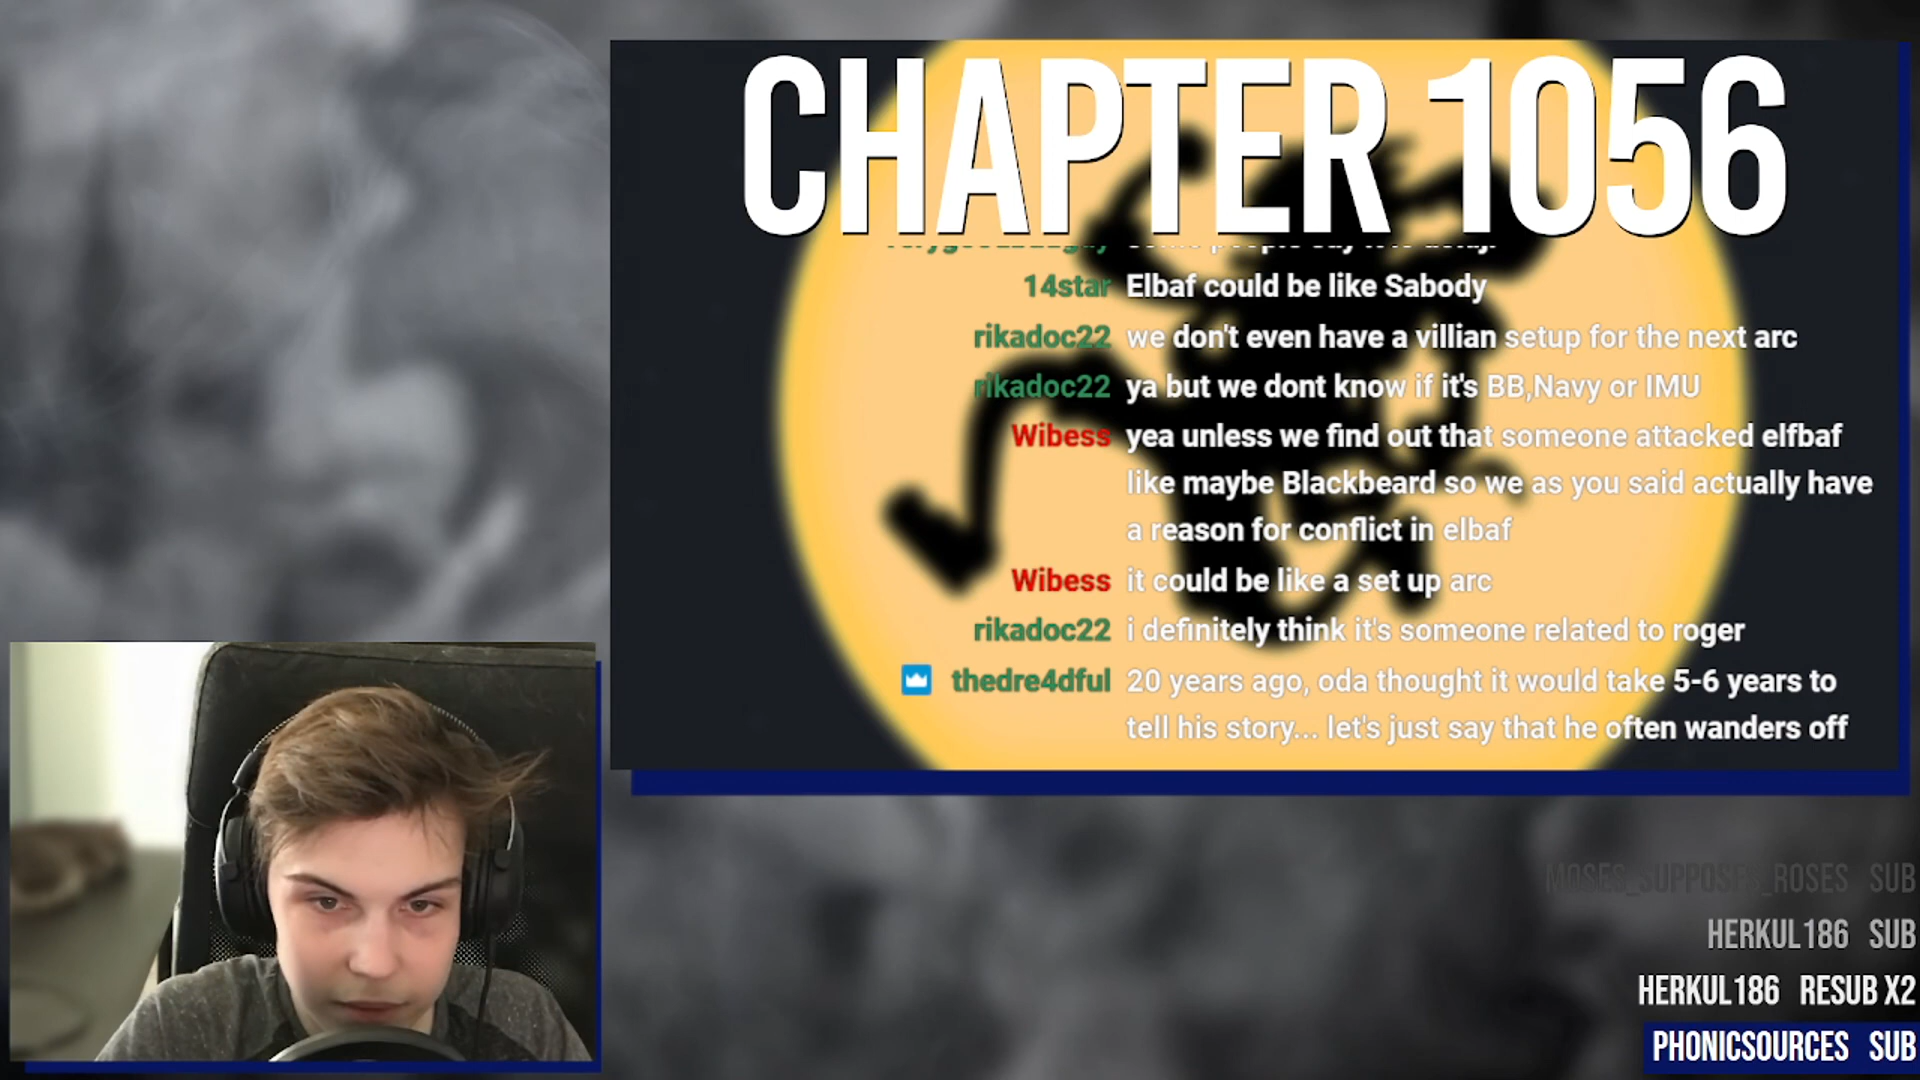 CHAPTER 1056
14star Elbaf could be like Sabody
rikadoc22 we don't even have a villian setup for the next arc
rikadoc22 ya but we dont know if it's BB,Navy or IMU
Wibess yea unless we find out that someone attacked elfbaf
like maybe Blackbeard so we as you said actually have
a reason for conflict in elbaf
Wibess it could be like a set up arc
rikadoc22 i definitely think it's someone related to roger
thedre4dful 20 years ago, oda thought it would take 5-6 years to
tell his story... let's just say that he often wanders off
MOSES_SUPPOSES_ROSES SUB
HERKUL186 SUB
HERKUL186 RESUB X2
PHONICSOURCES SUB